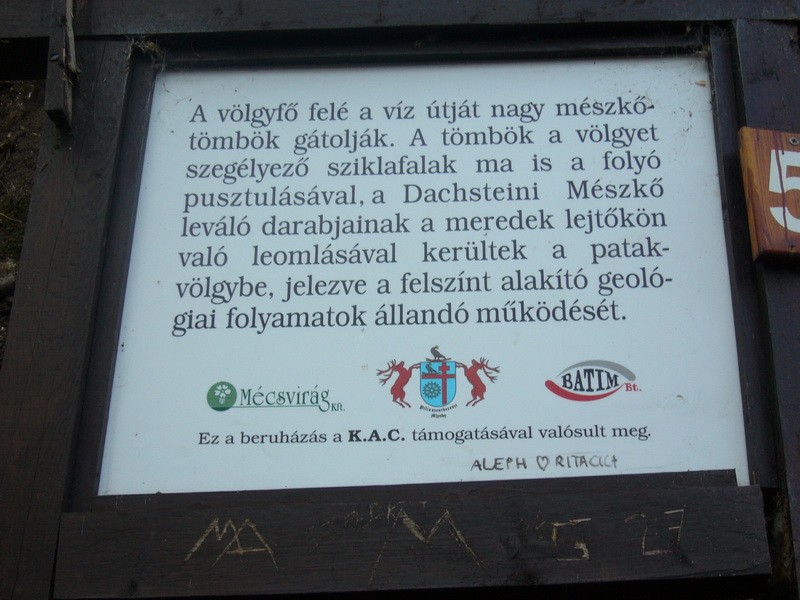 A völgyfő felé a víz útját nagy mészkő-
tömbök gátolják. A tömbök a völgyet
szegélyező sziklafalak ma is a folyó
pusztulásával, a Dachsteini Mészkő
leváló darabjainak a meredek lejtőkön
való leomlásával kerültek a patak-
völgybe, jelezve a felszínt alakító geoló-
giai folyamatok állandó működését.
5
Mécsvirág Kft.
BATIM Bt.
Ez a beruházás a K.A.C. támogatásával valósult meg.
ALEPH ♡ RITACICA
MA